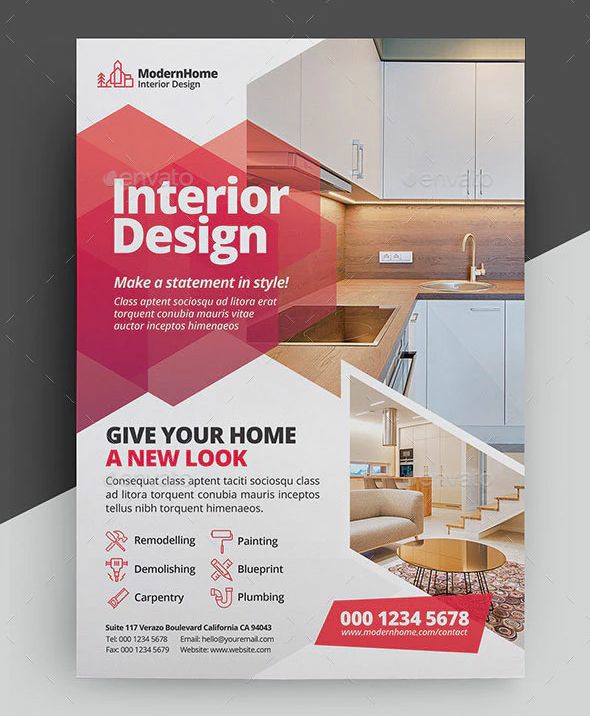 ModernHome
Interior Design
envato
envato
Interior
Design
Make a statement in style!
Class aptent sociosqu ad litora erat
torquent conubia mauris vitae
auctor inceptos himenaeos
GIVE YOUR HOME
A NEW LOOK
Consequat class aptent taciti sociosqu class
ad litora torquent conubia mauris inceptos
tellus nibh torquent himenaeos.
Remodelling
Painting
Demolishing
Blueprint
Carpentry
Plumbing
Suite 117 Verazo Boulevard California CA 94043
Tel: 000 1234 5678 Email: hello@youremail.com
Fax: 000 1234 5679 Website: www.website.com
000 1234 5678
www.modernhome.com/contact